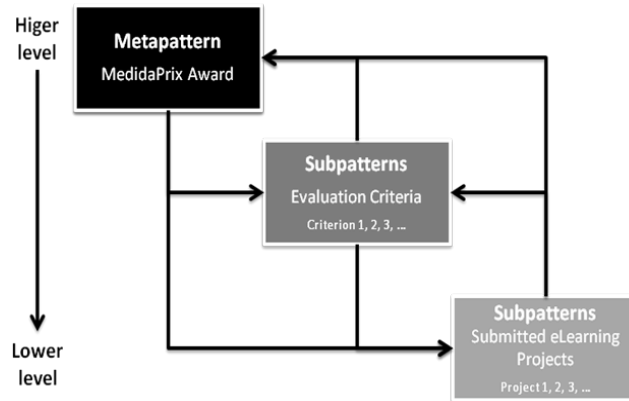 Higer
level
Metapattern
MedidaPrix Award
Subpatterns
Evaluation Criteria
Criterion 1, 2, 3, ...
Subpatterns
Submitted eLearning
Projects
Project 1, 2, 3, ...
Lower
level